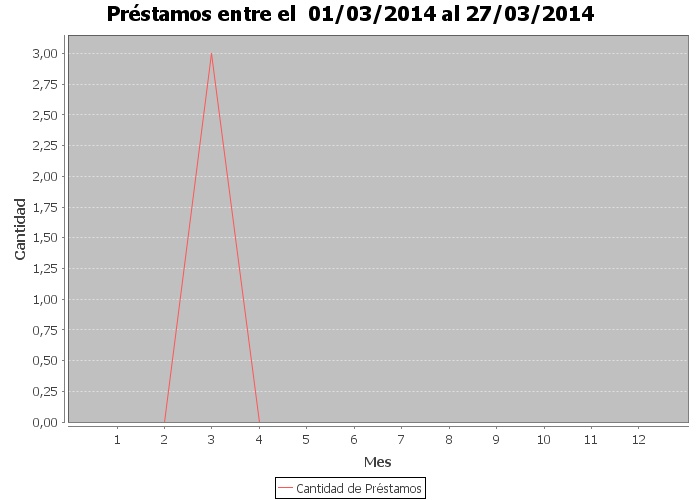 Préstamos entre el 01/03/2014 al 27/03/2014
3,00
2,75
2,50
2,25
2,00
1,75
1,50
1,25
1,00
0,75
0,50
0,25
0,00
Cantidad
1 2 3 4 5 6 7 8 9 10 11 12
Mes
Cantidad de Préstamos